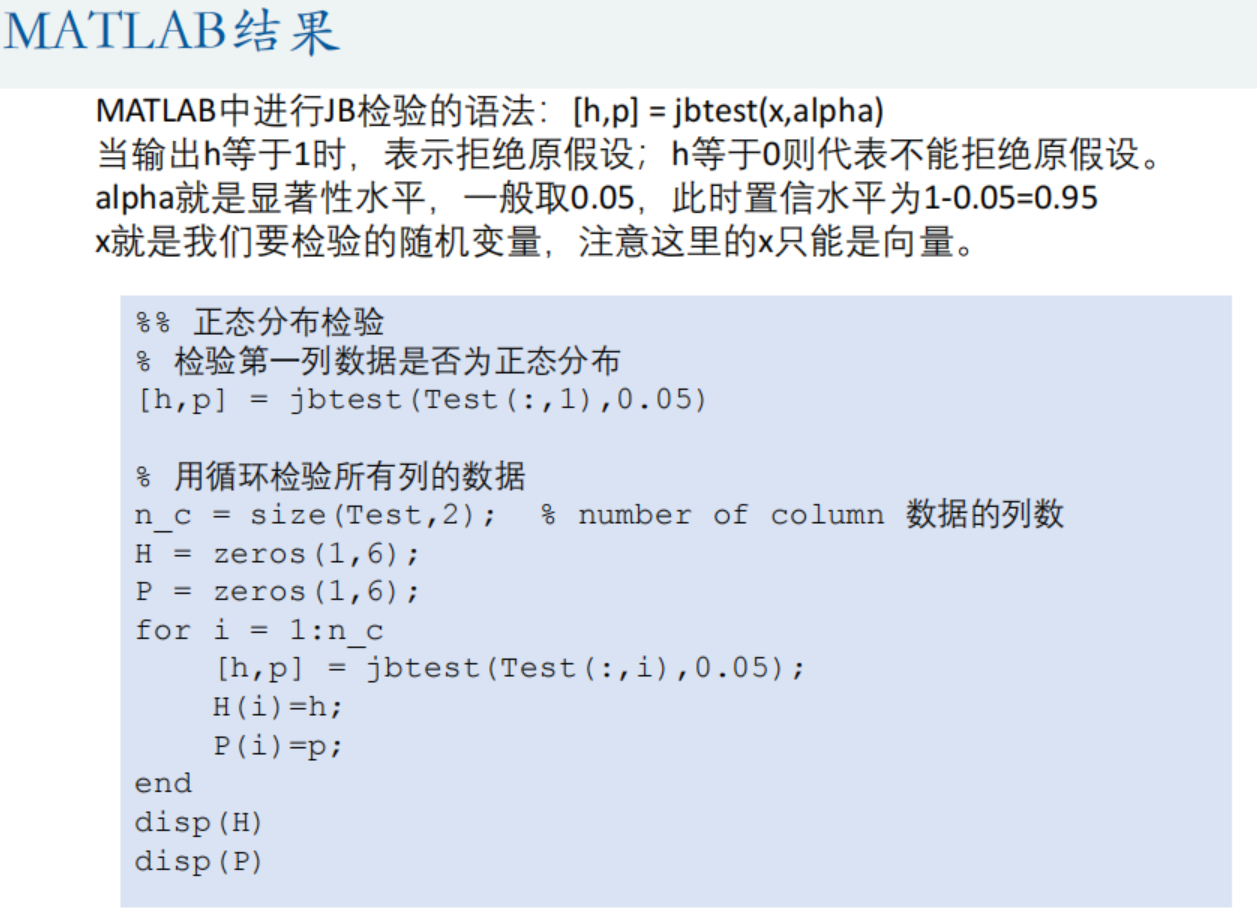 MATLAB结果
MATLAB中进行JB检验的语法：[h,p] = jbtest(x,alpha)
当输出h等于1时，表示拒绝原假设；h等于0则代表不能拒绝原假设。
alpha就是显著性水平，一般取0.05，此时置信水平为1-0.05=0.95
x就是我们要检验的随机变量，注意这里的x只能是向量。
%% 正态分布检验
% 检验第一列数据是否为正态分布
[h,p] = jbtest(Test(:,1),0.05)
% 用循环检验所有列的数据
n_c = size(Test,2); % number of column 数据的列数
H = zeros(1,6);
P = zeros(1,6);
for i = 1:n_c
[h,p] = jbtest(Test(:,i),0.05);
H(i)=h;
P(i)=p;
end
disp(H)
disp(P)